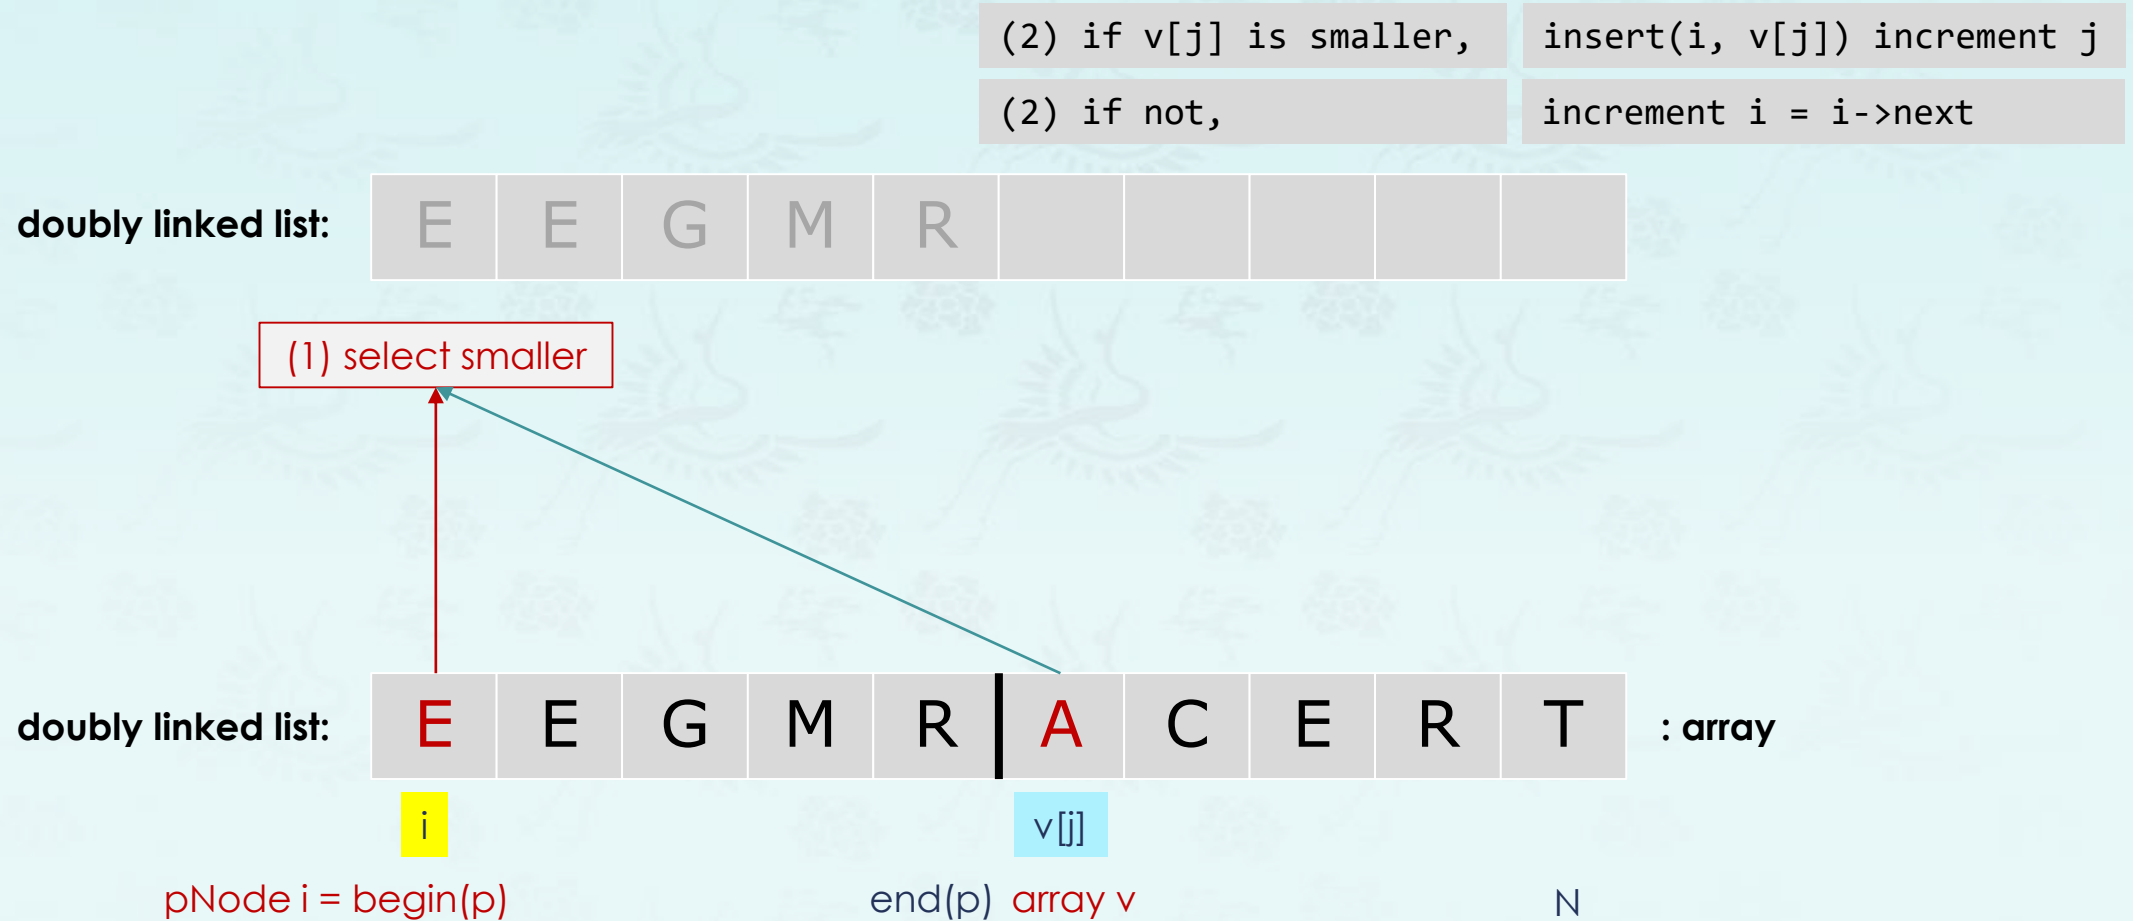 (2) if v[j] is smaller, insert(i, v[j]) increment j
(2) if not, increment i = i->next
doubly linked list: E E G M R
(1) select smaller
doubly linked list: E E G M R A C E R T : array
i v[j]
pNode i = begin(p) end(p) array v N